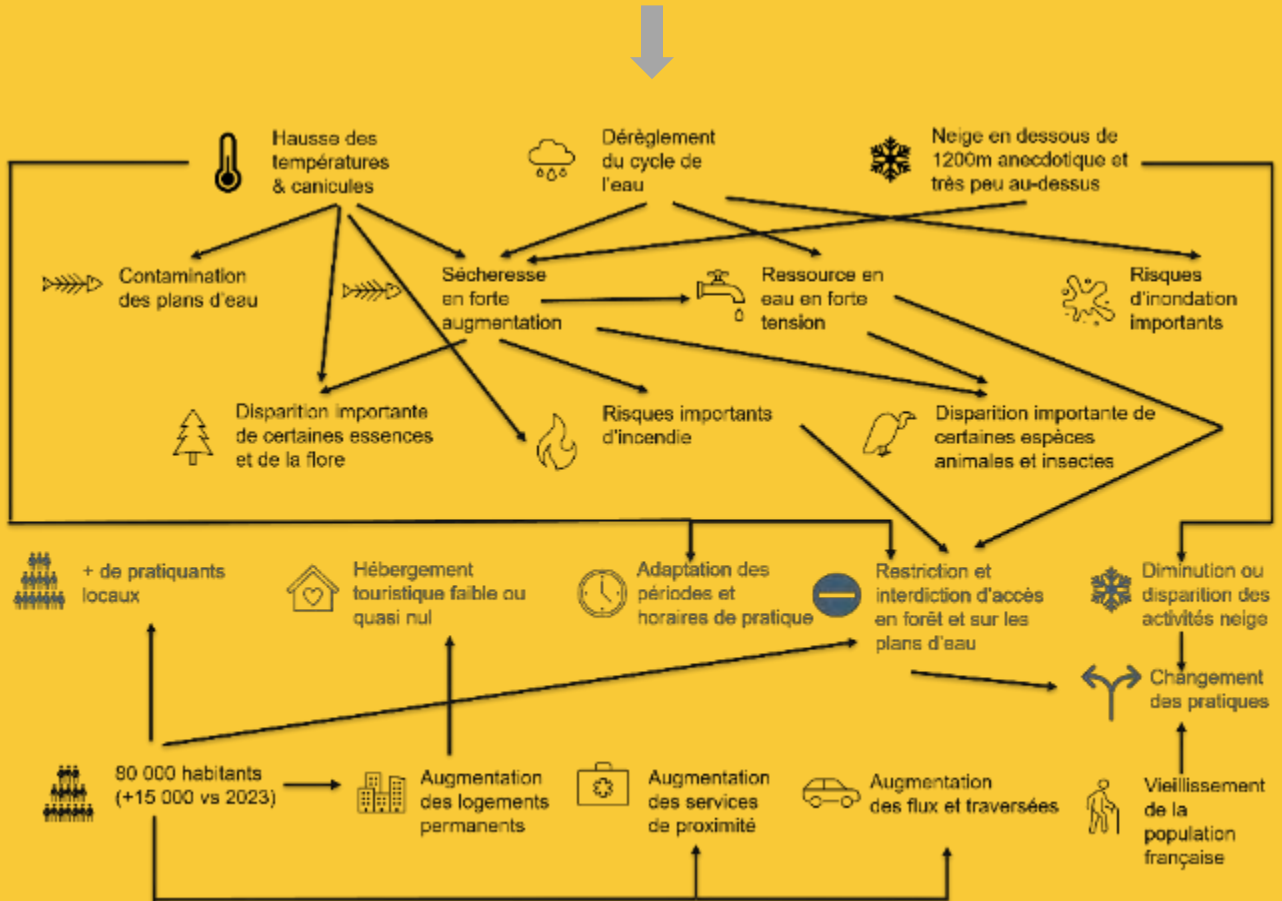 Hausse des
températures
& canicules
Dérèglement
du cycle de
l'eau
Neige en dessous de
1200m anecdotique et
très peu au-dessus
Contamination
des plans d'eau
Sécheresse
en forte
augmentation
Ressource en
eau en forte
tension
Risques
d'inondation
importants
Disparition importante
de certaines essences
et de la flore
Risques importants
d'incendie
Disparition importante de
certaines espèces
animales et insectes
+ de pratiquants
locaux
Hébergement
touristique faible ou
quasi nul
Adaptation des
périodes et
horaires de pratique
Restriction et
interdiction d'accès
en forêt et sur les
plans d'eau
Diminution ou
disparition des
activités neige
Changement
des pratiques
80 000 habitants
(+15 000 vs 2023)
Augmentation
des logements
permanents
Augmentation
des services
de proximité
Augmentation
des flux et traversées
Vieillissement
de la
population
française